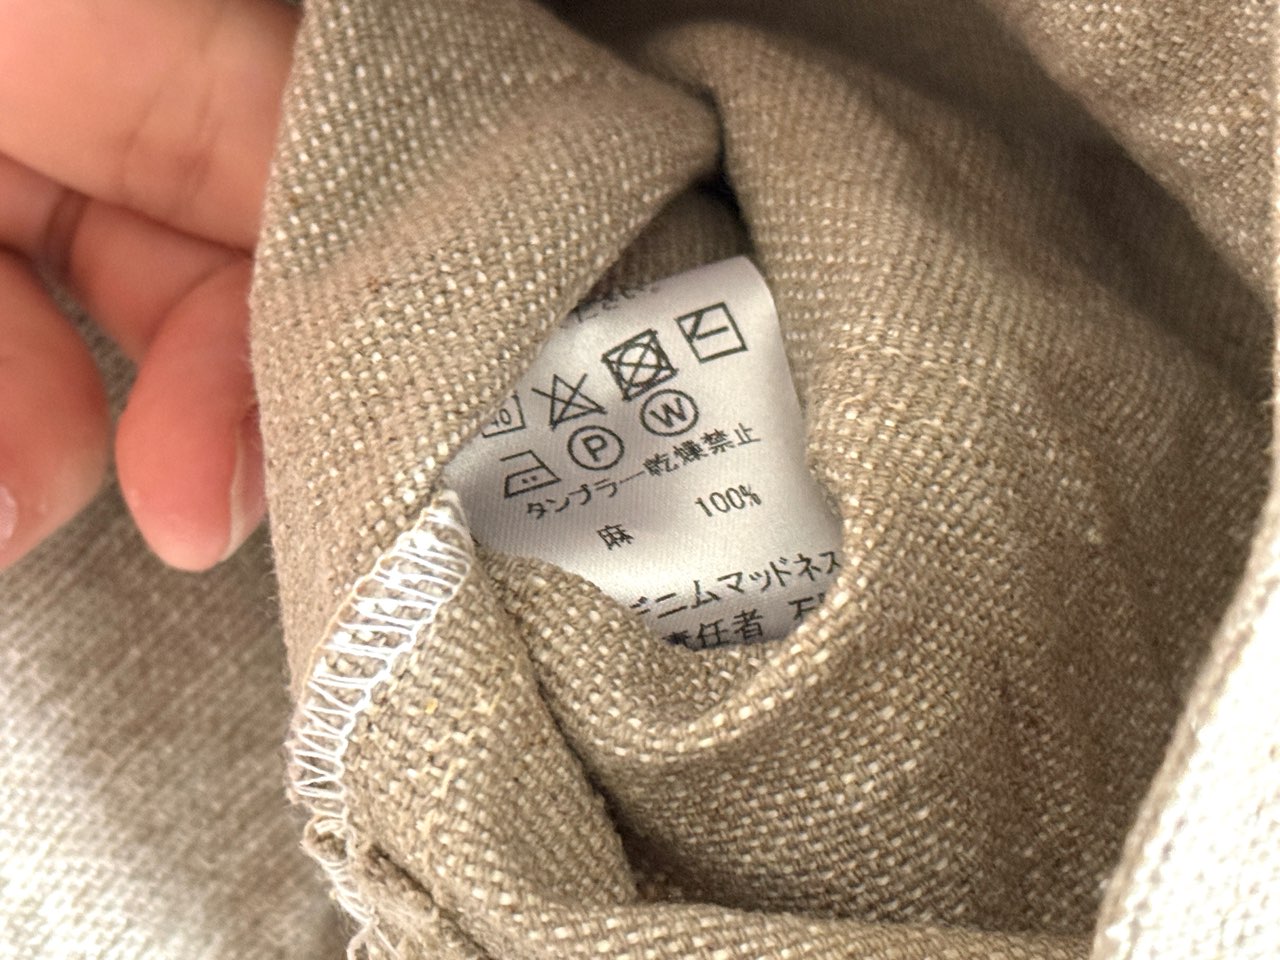 P W
タンブラー乾燥禁止
麻 100%
デニムマッドネス
責任者